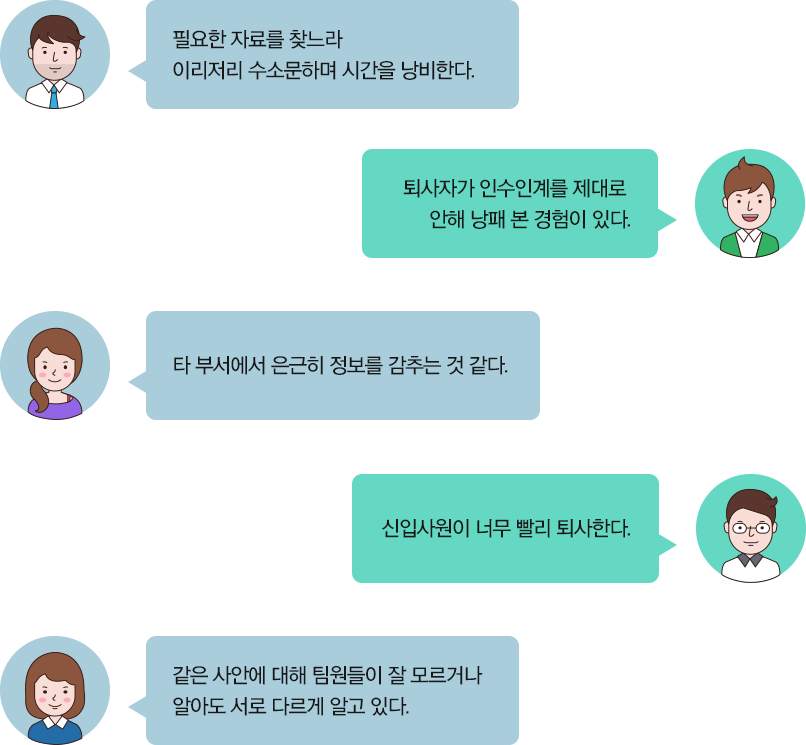 필요한 자료를 찾느라
이리저리 수소문하며 시간을 낭비한다.
퇴사자가 인수인계를 제대로
안해 낭패 본 경험이 있다.
타 부서에서 은근히 정보를 감추는 것 같다.
신입사원이 너무 빨리 퇴사한다.
같은 사안에 대해 팀원들이 잘 모르거나
알아도 서로 다르게 알고 있다.